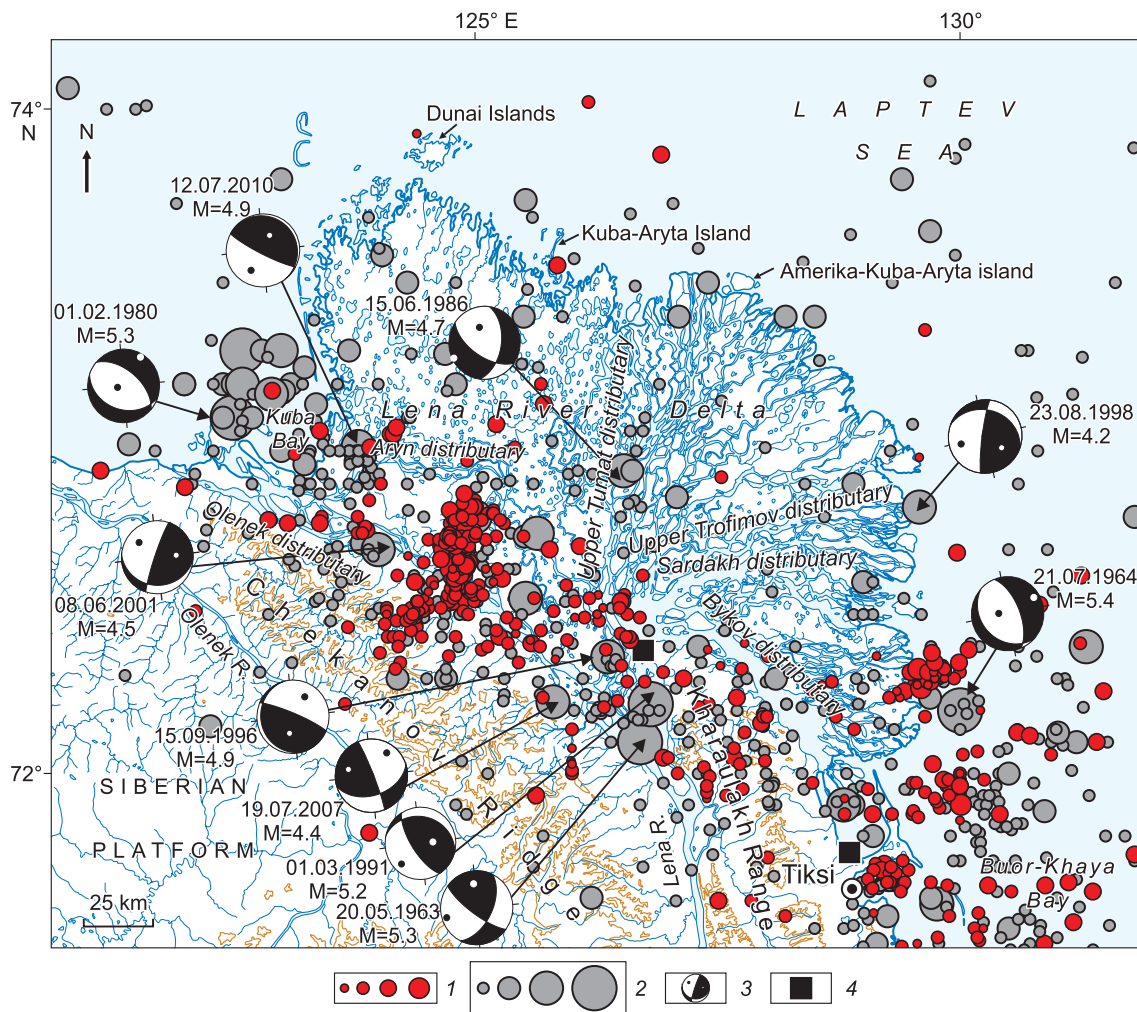 125° E
130°
74°
N
N
Dunai Islands
L A P T E V
S E A
12.07.2010
M=4.9
Kuba-Aryta Island
Amerika-Kuba-Aryta island
15.06.1986
M=4.7
01.02.1980
M=5.3
Lena River Delta
Kuba
Bay
Aryn distributary
Upper Tumat distributary
23.08.1998
M=4.2
Olenek distributary
Upper Trofimov distributary
Sardakh distributary
Bykov distributary
21.07.1964
M=5.4
08.06.2001
M=4.5
Olenek R.
Chekanov Ridge
15.09.1996
M=4.9
72°
SIBERIAN
PLATFORM
19.07.2007
M=4.4
01.03.1991
M=5.2
20.05.1963
M=5.3
Lena R.
Kharaulakh Range
Tiksi
Buor-Khaya
Bay
25 km
1
2
3
4